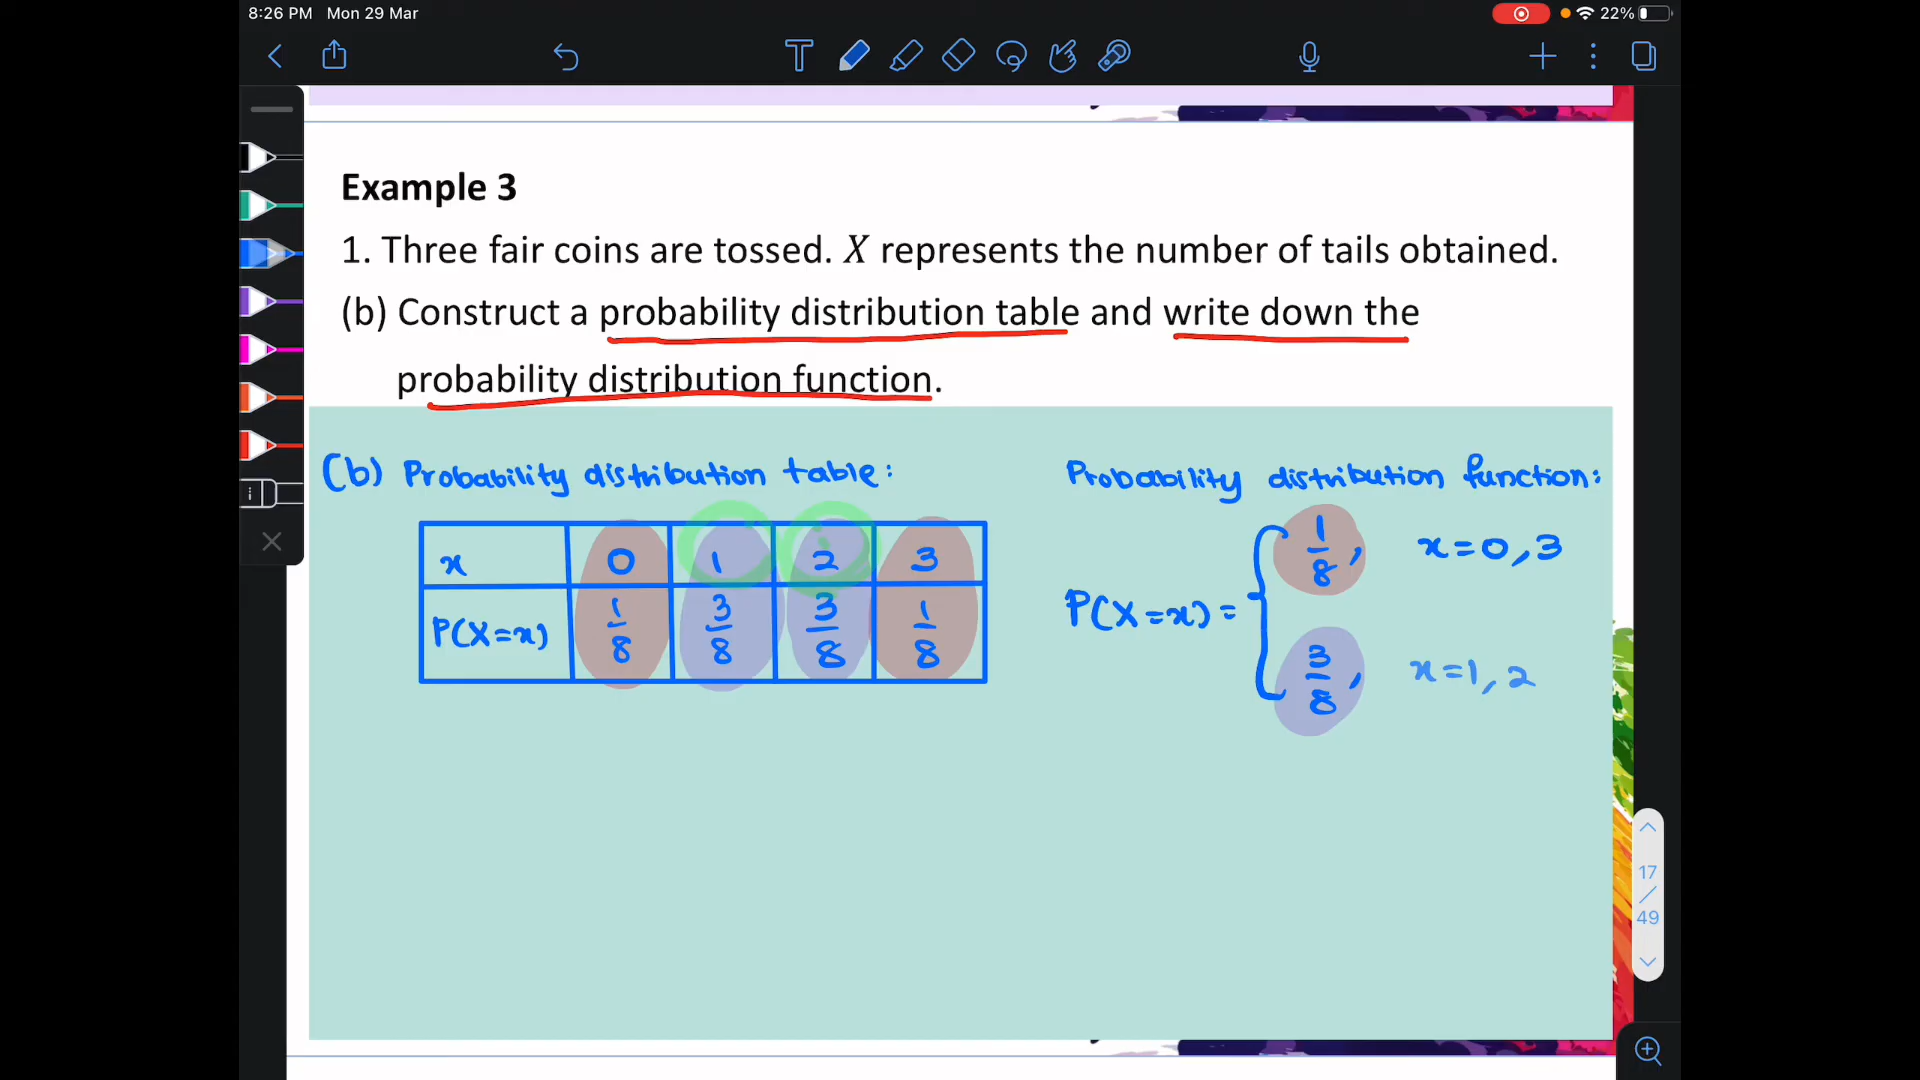 8:26 PM Mon 29 Mar
22%
Example 3
1. Three fair coins are tossed. X represents the number of tails obtained.
(b) Construct a probability distribution table and write down the
probability distribution function.
(b) Probability distribution table:
x 0 1 2 3
P(X=x) 1/8 3/8 3/8 1/8
Probability distribution function:
P(X=x) = { 1/8, x=0,3
3/8, x=1,2
17
/
49